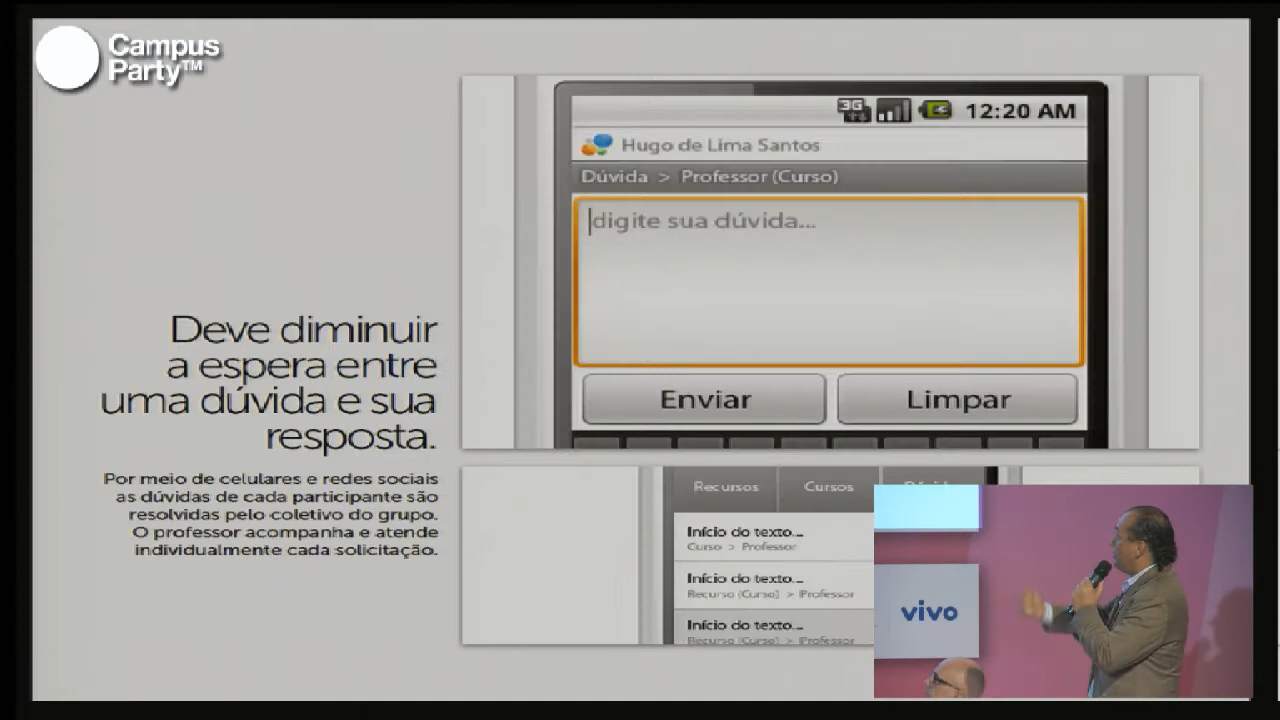 Campus
Party™
3G
12:20 AM
Hugo de Lima Santos
Dúvida > Professor (Curso)
digite sua dúvida...
Enviar
Limpar
Deve diminuir
a espera entre
uma dúvida e sua
resposta.
Por meio de celulares e redes sociais
as dúvidas de cada participante são
resolvidas pelo coletivo do grupo.
O professor acompanha e atende
individualmente cada solicitação.
Recursos
Cursos
Início do texto...
Curso > Professor
Início do texto...
Recurso (Curso) > Professor
Início do texto...
Recurso (Curso) > Professor
vivo